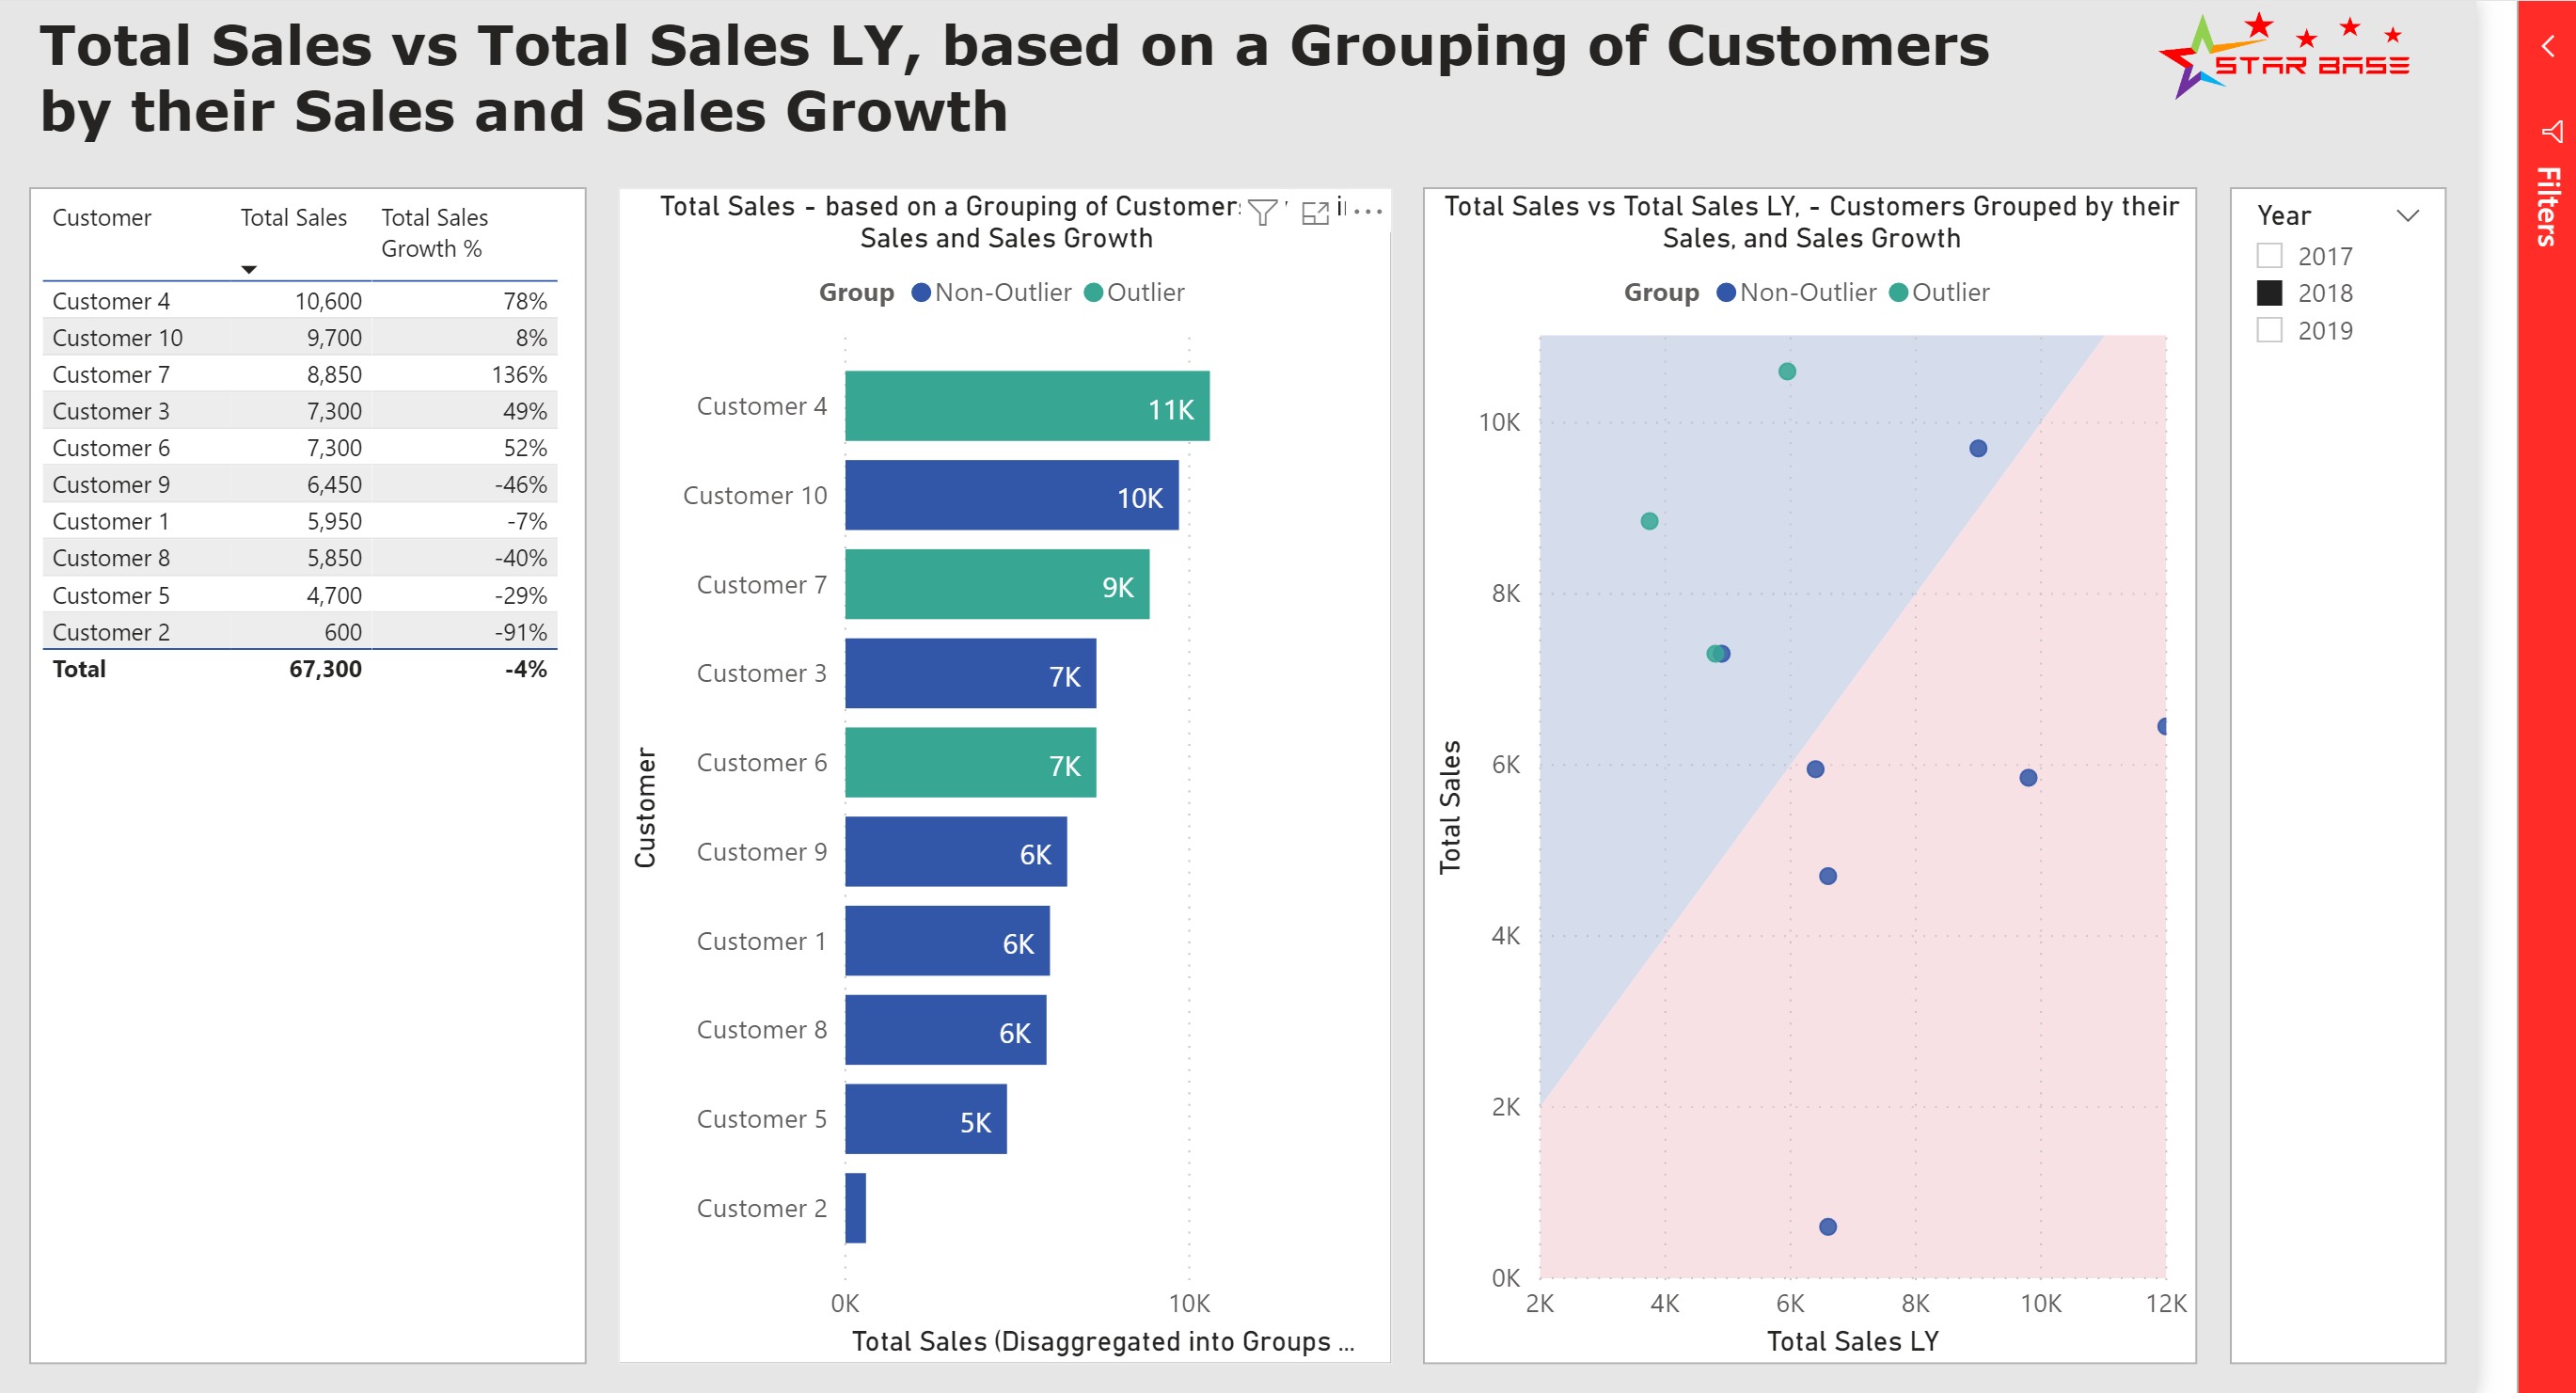 Total Sales vs Total Sales LY, based on a Grouping of Customers
by their Sales and Sales Growth
STAR BASE
Filters
Customer Total Sales Total Sales
Growth %
Customer 4 10,600 78%
Customer 10 9,700 8%
Customer 7 8,850 136%
Customer 3 7,300 49%
Customer 6 7,300 52%
Customer 9 6,450 -46%
Customer 1 5,950 -7%
Customer 8 5,850 -40%
Customer 5 4,700 -29%
Customer 2 600 -91%
Total 67,300 -4%
Total Sales - based on a Grouping of Customers
Sales and Sales Growth
Group Non-Outlier Outlier
Customer
Customer 4 11K
Customer 10 10K
Customer 7 9K
Customer 3 7K
Customer 6 7K
Customer 9 6K
Customer 1 6K
Customer 8 6K
Customer 5 5K
Customer 2
0K 10K
Total Sales (Disaggregated into Groups ...
Total Sales vs Total Sales LY, - Customers Grouped by their
Sales, and Sales Growth
Group Non-Outlier Outlier
Total Sales
10K
8K
6K
4K
2K
0K
2K 4K 6K 8K 10K 12K
Total Sales LY
Year
2017
2018
2019